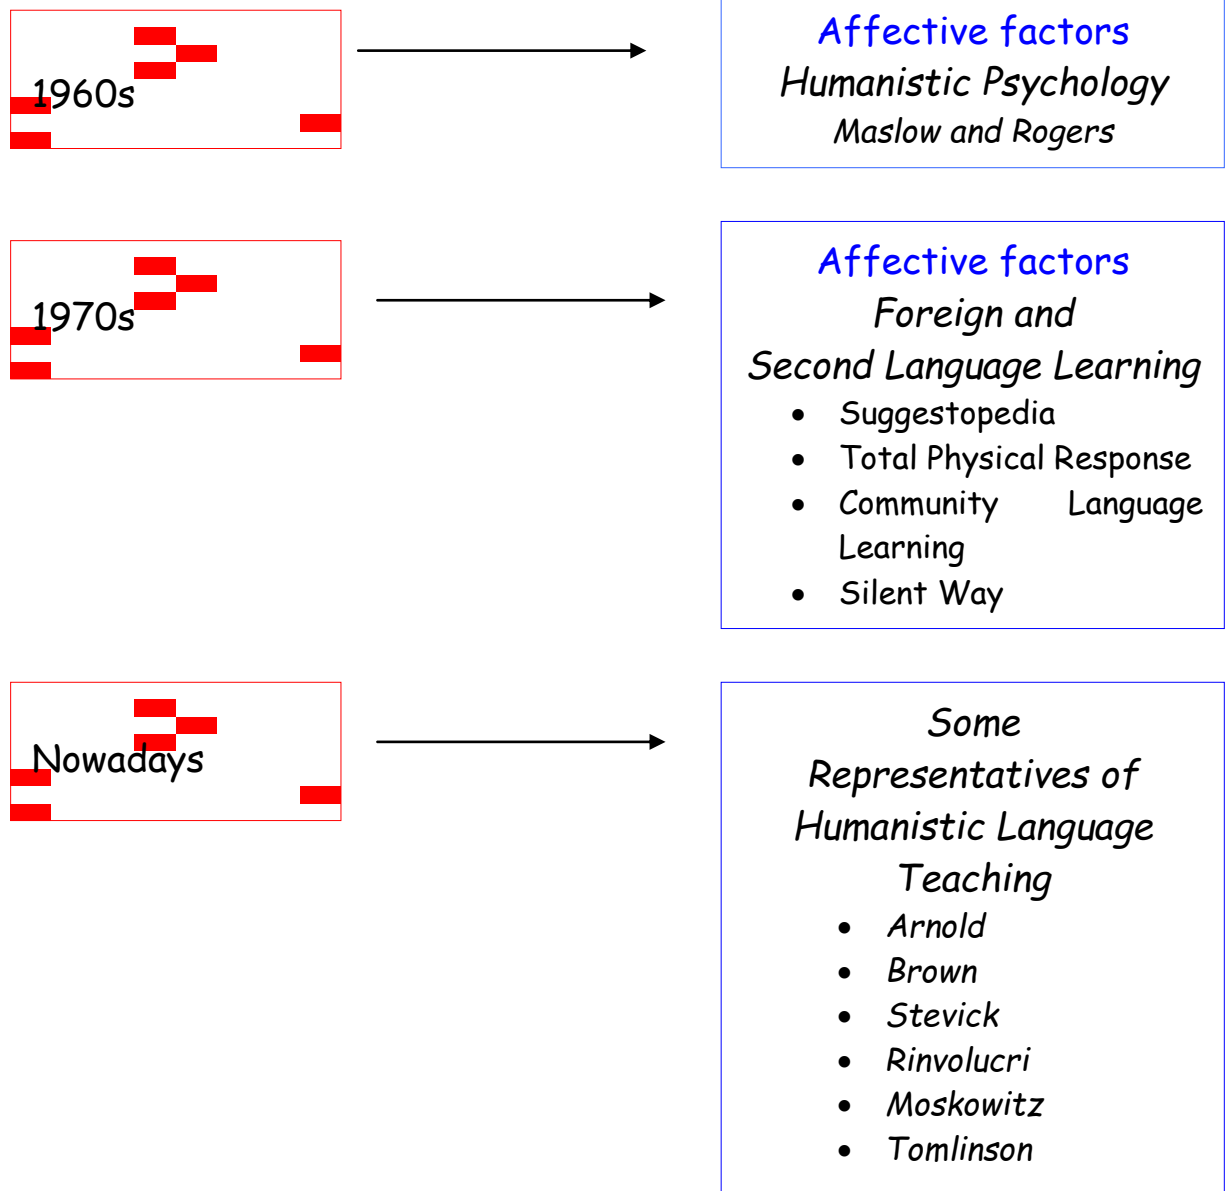 1960s
Affective factors
Humanistic Psychology
Maslow and Rogers
1970s
Affective factors
Foreign and
Second Language Learning
• Suggestopedia
• Total Physical Response
• Community Language
Learning
• Silent Way
Nowadays
Some
Representatives of
Humanistic Language
Teaching
• Arnold
• Brown
• Stevick
• Rinvolucri
• Moskowitz
• Tomlinson